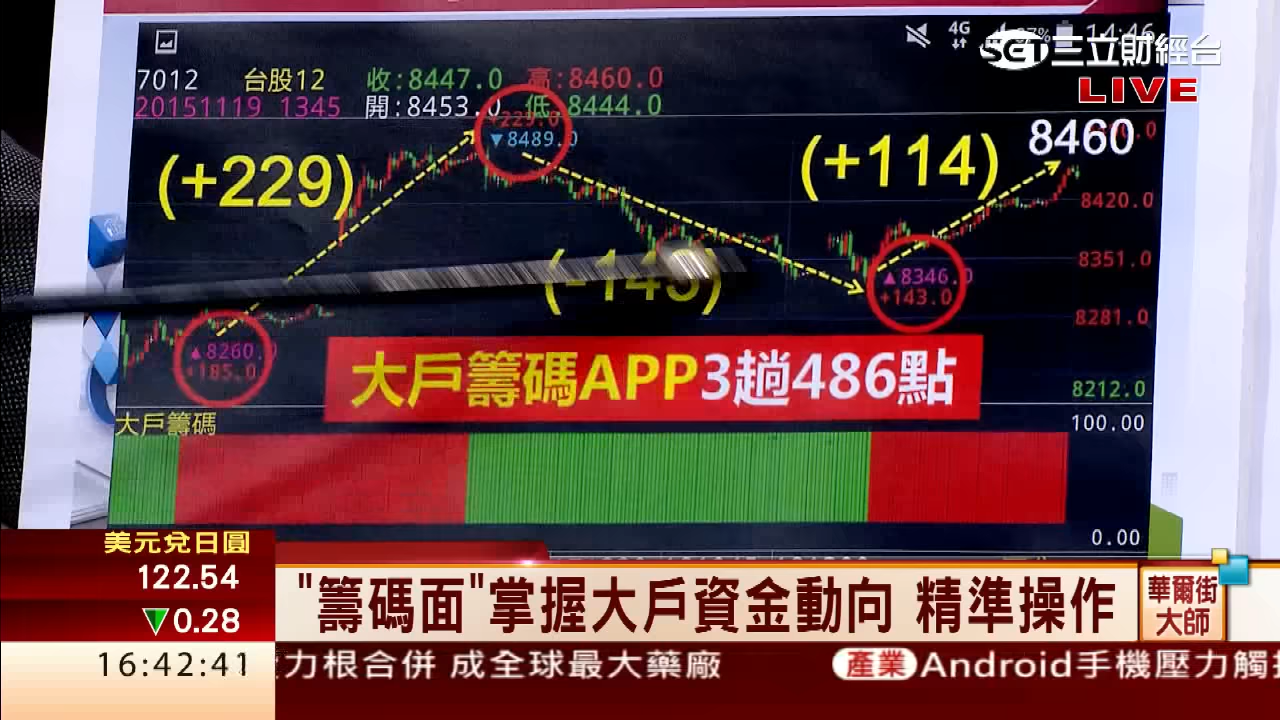 4G
14:46
SET三立財經台
LIVE
7012 台股12 收:8447.0 高:8460.0
20151119 1345 開:8453.0 低:8444.0
+229.0
▼8489.0
(+229)
(-143)
(+114)
8460
8420.0
8351.0
8281.0
8212.0
▲8346.0
+143.0
▲8260.
+185.0
大戶籌碼APP3趟486點
大戶籌碼
100.00
0.00
美元兌日圓
122.54
▼0.28
16:42:41
"籌碼面"掌握大戶資金動向 精準操作
華爾街
大師
力根合併 成全球最大藥廠
產業 Android手機壓力觸